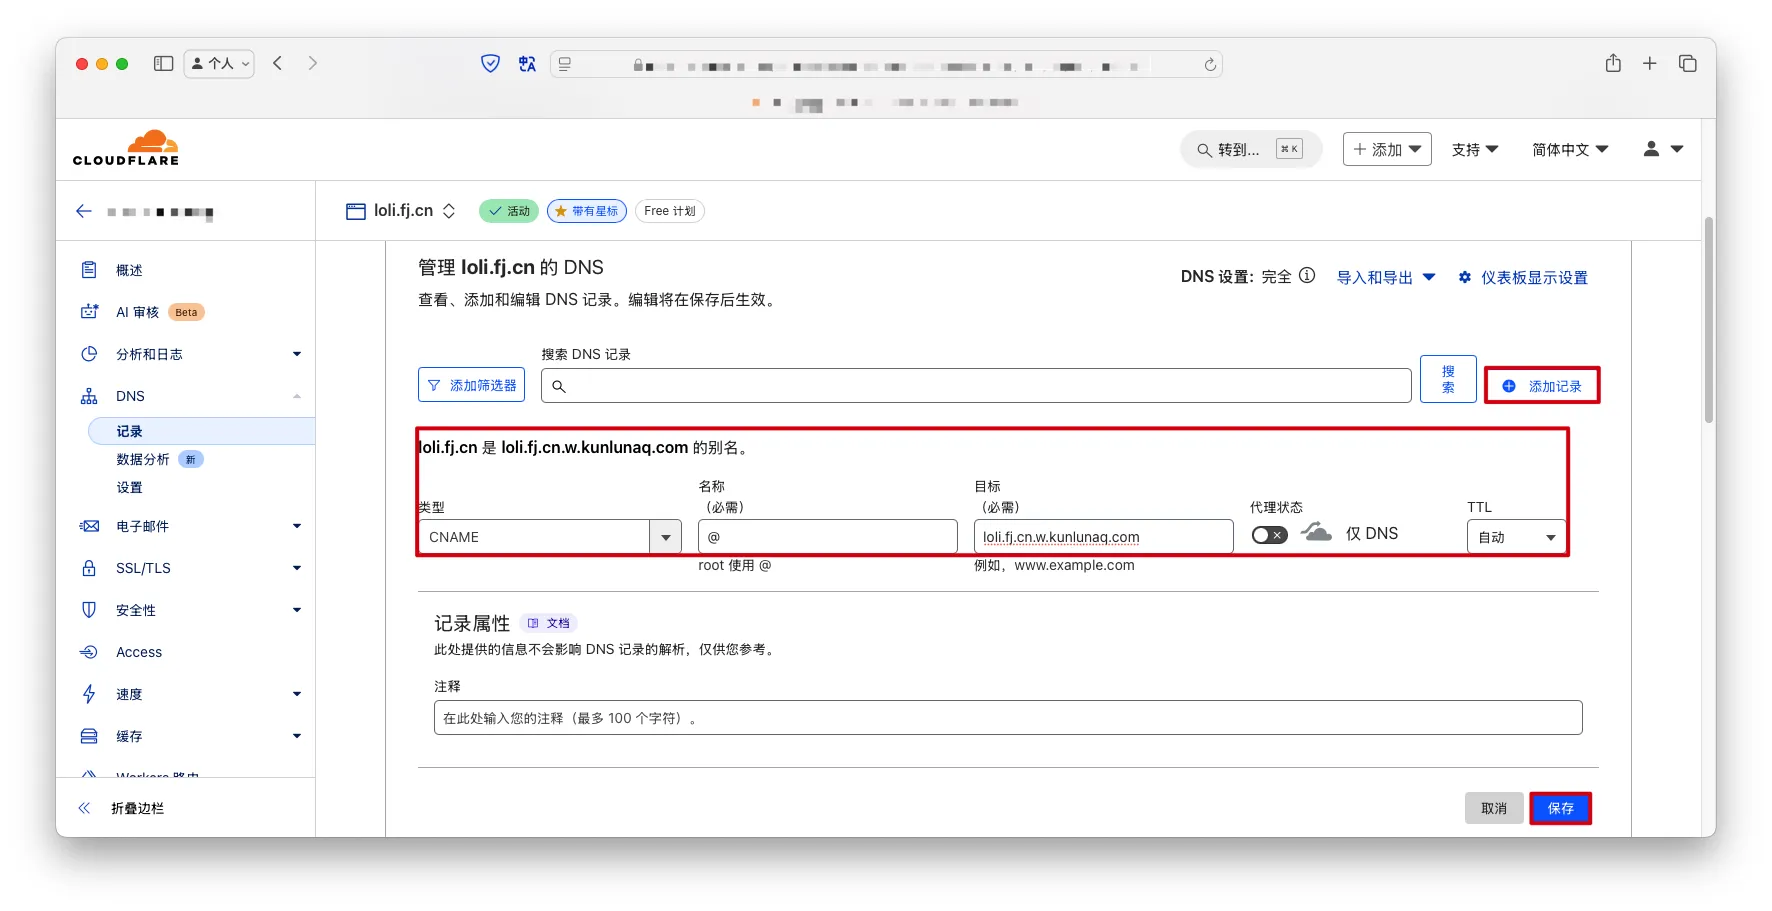 个人
CLOUDFLARE
转到... ⌘ K
添加
支持
简体中文
loli.fj.cn
活动
带有星标
Free 计划
概述
AI 审核 Beta
分析和日志
DNS
记录
数据分析 新
设置
电子邮件
SSL/TLS
安全性
Access
速度
缓存
Workers 路由
折叠边栏
管理 loli.fj.cn 的 DNS
查看、添加和编辑 DNS 记录。编辑将在保存后生效。
DNS 设置: 完全
导入和导出
仪表板显示设置
搜索 DNS 记录
添加筛选器
搜索
添加记录
loli.fj.cn 是 loli.fj.cn.w.kunlunaq.com 的别名。
类型
CNAME
名称
（必需）
@
root 使用 @
目标
（必需）
loli.fj.cn.w.kunlunaq.com
例如，www.example.com
代理状态
仅 DNS
TTL
自动
记录属性 文档
此处提供的信息不会影响 DNS 记录的解析，仅供您参考。
注释
在此处输入您的注释（最多 100 个字符）。
取消
保存